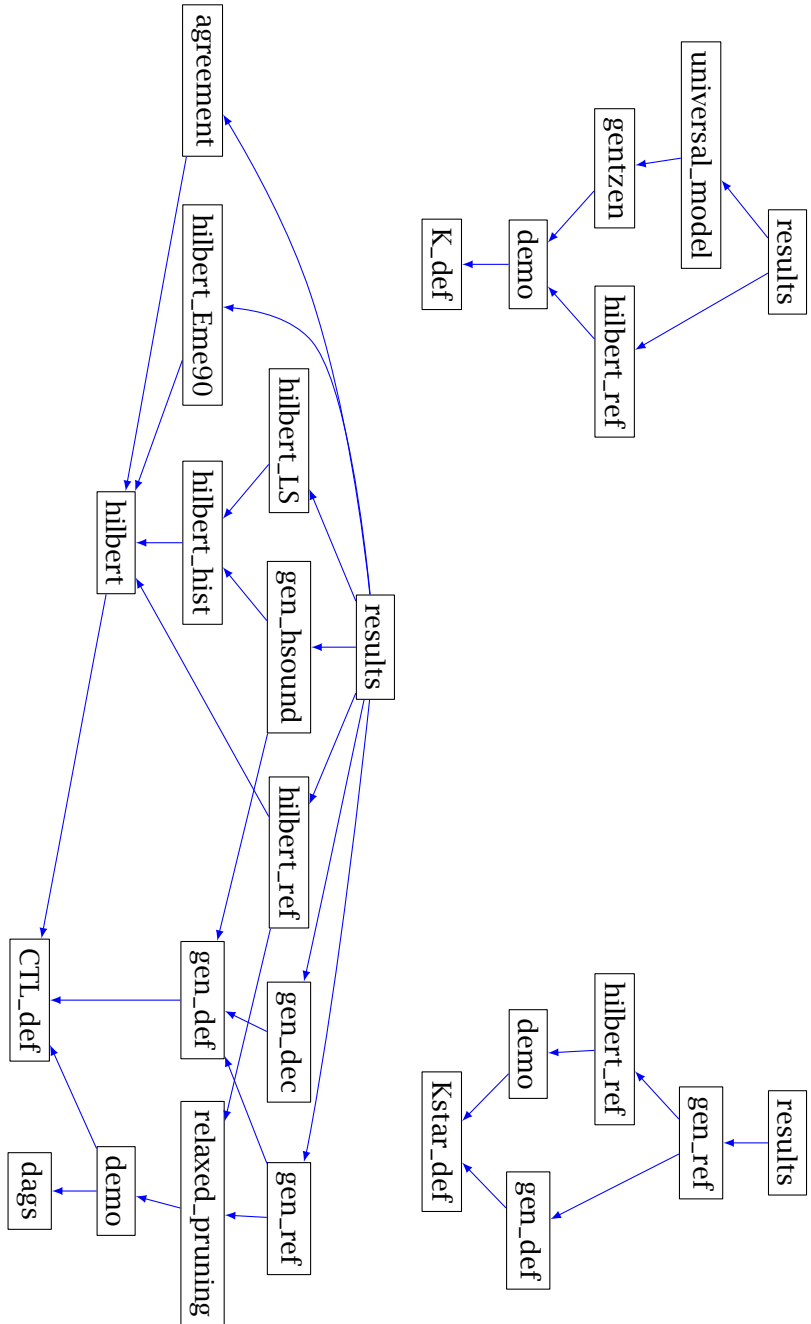 results
universal_model
gentzen
hilbert_ref
demo
K_def
results
gen_ref
hilbert_ref
demo
gen_def
Kstar_def
results
hilbert_LS
gen_hsound
hilbert_ref
gen_dec
gen_ref
agreement
hilbert_Eme90
hilbert_hist
gen_def
relaxed_pruning
hilbert
demo
CTL_def
dags